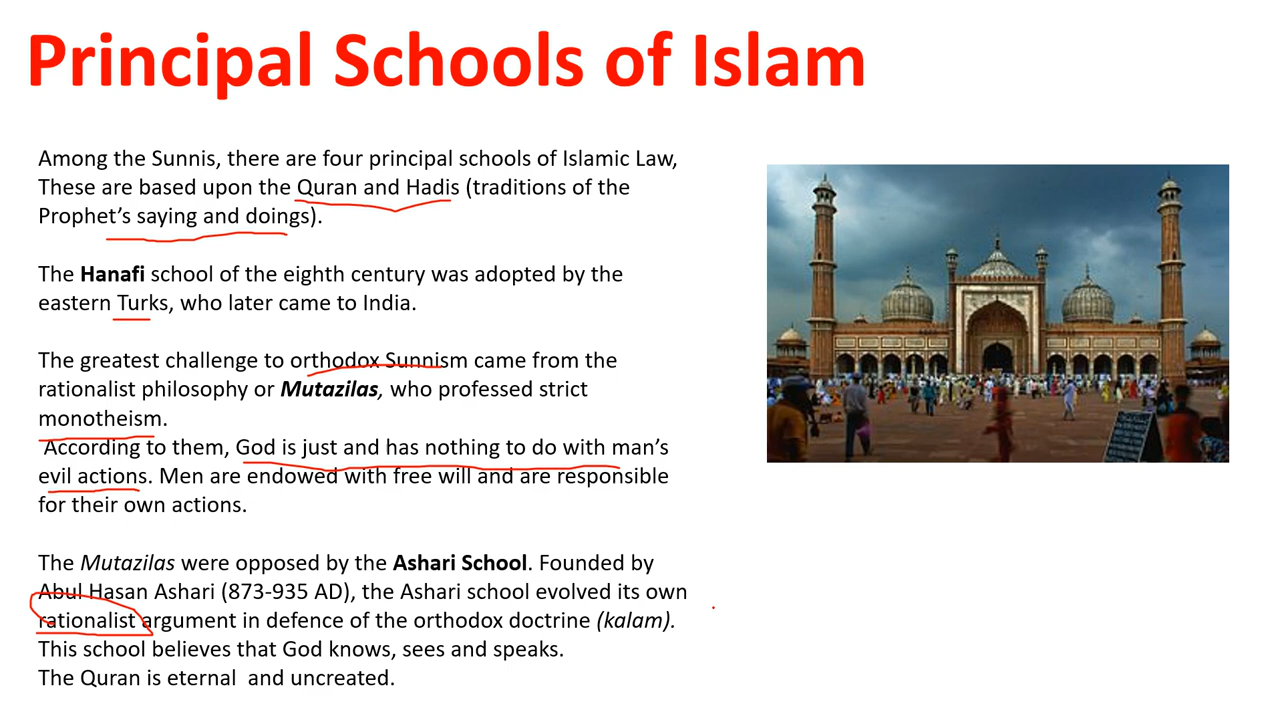 Principal Schools of Islam
Among the Sunnis, there are four principal schools of Islamic Law,
These are based upon the Quran and Hadis (traditions of the
Prophet’s saying and doings).
The Hanafi school of the eighth century was adopted by the
eastern Turks, who later came to India.
The greatest challenge to orthodox Sunnism came from the
rationalist philosophy or Mutazilas, who professed strict
monotheism.
According to them, God is just and has nothing to do with man’s
evil actions. Men are endowed with free will and are responsible
for their own actions.
The Mutazilas were opposed by the Ashari School. Founded by
Abul Hasan Ashari (873-935 AD), the Ashari school evolved its own
rationalist argument in defence of the orthodox doctrine (kalam).
This school believes that God knows, sees and speaks.
The Quran is eternal  and uncreated.